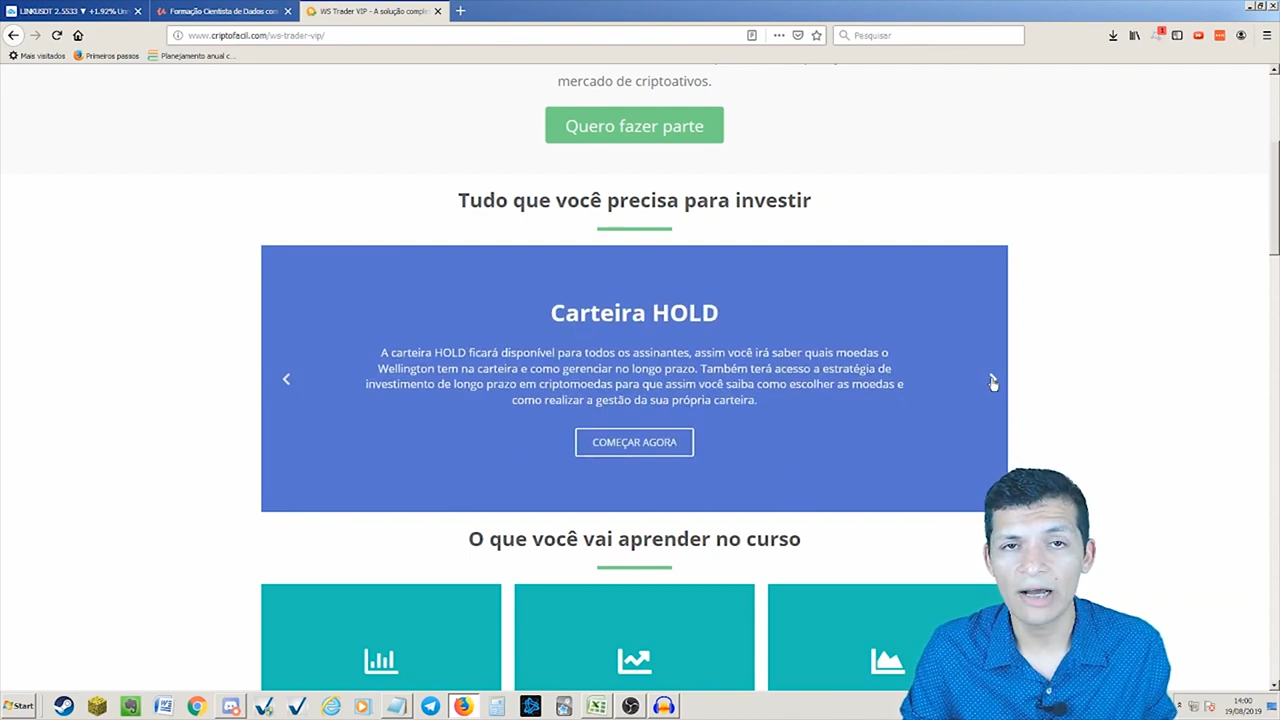 LINKUSDT 2.5533 ▼ +1.92% Un
Formação Cientista de Dados com
WS Trader VIP - A solução comple
www.criptofacil.com/ws-trader-vip/
Pesquisar
Mais visitados
Primeiros passos
Planejamento anual c...
mercado de criptoativos.
Quero fazer parte
Tudo que você precisa para investir
Carteira HOLD
A carteira HOLD ficará disponível para todos os assinantes, assim você irá saber quais moedas o
Wellington tem na carteira e como gerenciar no longo prazo. Também terá acesso a estratégia de
investimento de longo prazo em criptomoedas para que assim você saiba como escolher as moedas e
como realizar a gestão da sua própria carteira.
COMEÇAR AGORA
O que você vai aprender no curso
Start
14:00
19/08/2019